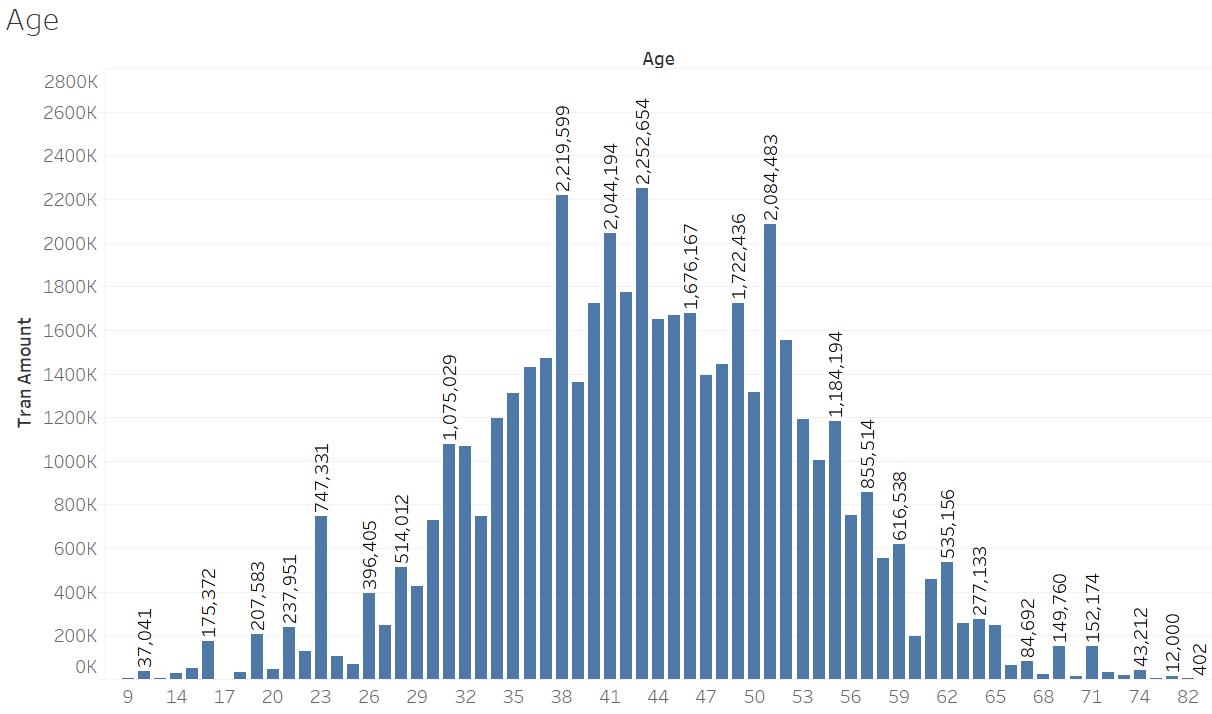 Age
Age
Tran Amount
2800K
2600K
2400K
2200K
2000K
1800K
1600K
1400K
1200K
1000K
800K
600K
400K
200K
0K
37,041
175,372
207,583
237,951
747,331
396,405
514,012
1,075,029
2,219,599
2,044,194
2,252,654
1,676,167
1,722,436
2,084,483
1,184,194
855,514
616,538
535,156
277,133
84,692
149,760
152,174
43,212
12,000
402
9 14 17 20 23 26 29 32 35 38 41 44 47 50 53 56 59 62 65 68 71 74 82